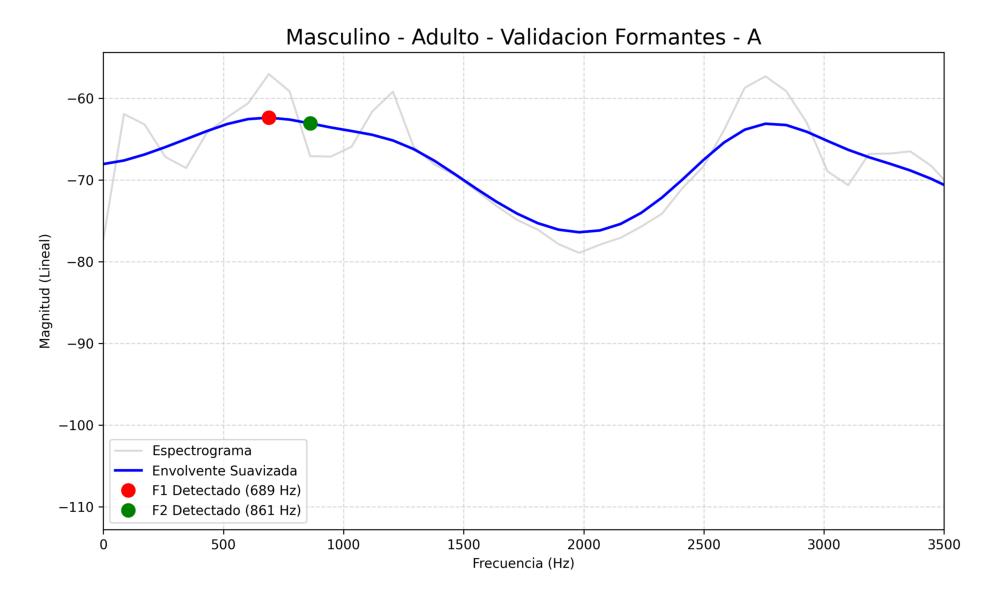 Masculino - Adulto - Validacion Formantes - A
Magnitud (Lineal)
−60
−70
−80
−90
−100
−110
Espectrograma
Envolvente Suavizada
F1 Detectado (689 Hz)
F2 Detectado (861 Hz)
0 500 1000 1500 2000 2500 3000 3500
Frecuencia (Hz)